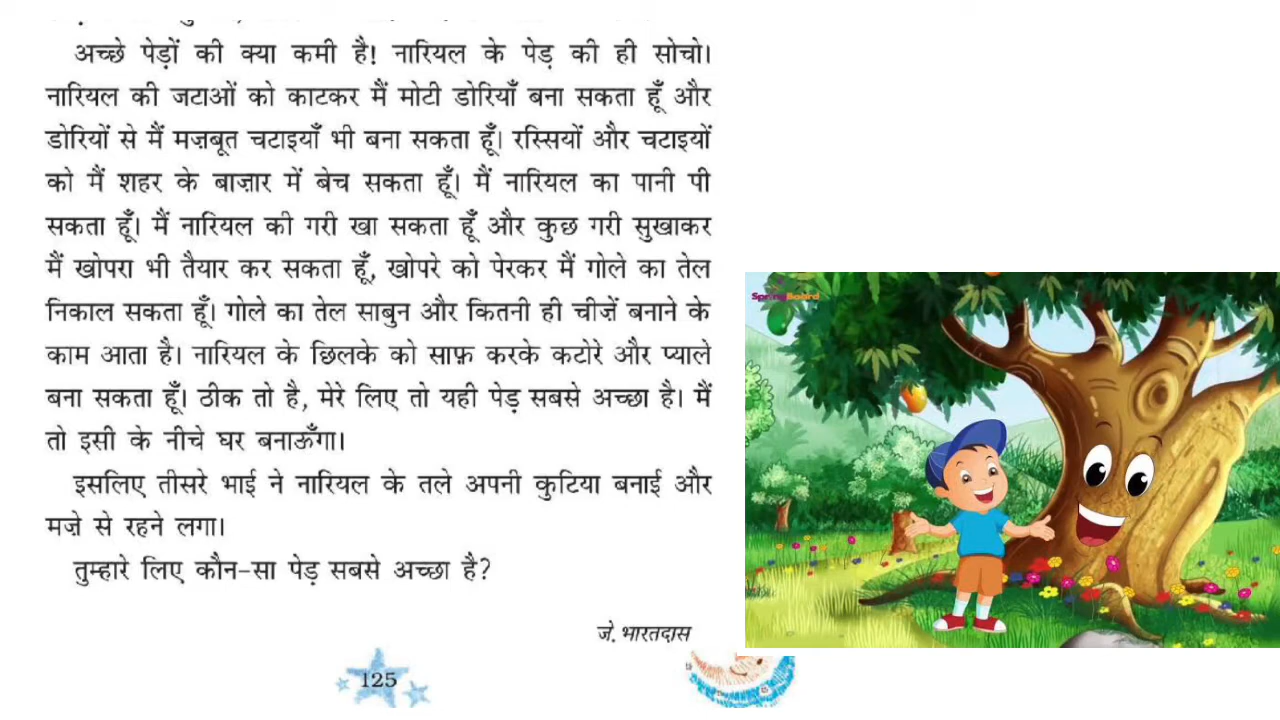 अच्छे पेड़ों की क्या कमी है! नारियल के पेड़ की ही सोचो।
नारियल की जटाओं को काटकर मैं मोटी डोरियाँ बना सकता हूँ और
डोरियों से मैं मज़बूत चटाइयाँ भी बना सकता हूँ। रस्सियों और चटाइयों
को मैं शहर के बाज़ार में बेच सकता हूँ। मैं नारियल का पानी पी
सकता हूँ। मैं नारियल की गरी खा सकता हूँ और कुछ गरी सुखाकर
मैं खोपरा भी तैयार कर सकता हूँ, खोपरे को पेरकर मैं गोले का तेल
निकाल सकता हूँ। गोले का तेल साबुन और कितनी ही चीज़ें बनाने के
काम आता है। नारियल के छिलके को साफ़ करके कटोरे और प्याले
बना सकता हूँ। ठीक तो है, मेरे लिए तो यही पेड़ सबसे अच्छा है। मैं
तो इसी के नीचे घर बनाऊँगा।
इसलिए तीसरे भाई ने नारियल के तले अपनी कुटिया बनाई और
मज़े से रहने लगा।
तुम्हारे लिए कौन-सा पेड़ सबसे अच्छा है?
जे. भारतदास
125
SpringBoard